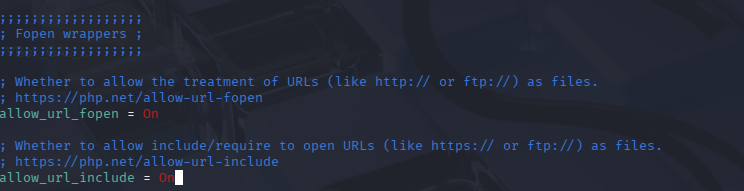 ;;;;;;;;;;;;;;;;;;
; Fopen wrappers ;
;;;;;;;;;;;;;;;;;;
; Whether to allow the treatment of URLs (like http:// or ftp://) as files.
; https://php.net/allow-url-fopen
allow_url_fopen = On
; Whether to allow include/require to open URLs (like https:// or ftp://) as files.
; https://php.net/allow-url-include
allow_url_include = On